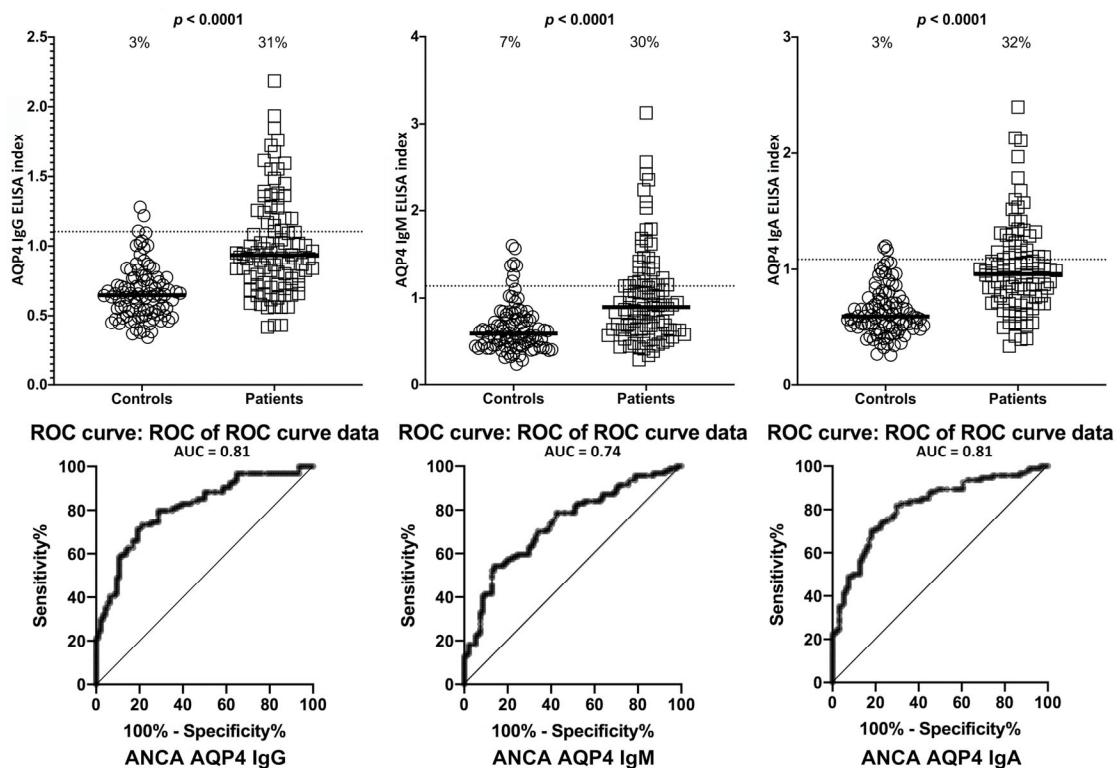 p < 0.0001
3% 31%
AQP4 IgG ELISA index
2.5
2.0
1.5
1.0
0.5
0.0
Controls Patients
p < 0.0001
7% 30%
AQP4 IgM ELISA index
4
3
2
1
0
Controls Patients
p < 0.0001
3% 32%
AQP4 IgA ELISA index
3
2
1
0
Controls Patients
ROC curve: ROC of ROC curve data
AUC = 0.81
Sensitivity%
100
80
60
40
20
0
0 20 40 60 80 100
100% - Specificity%
ANCA AQP4 IgG
ROC curve: ROC of ROC curve data
AUC = 0.74
Sensitivity%
100
80
60
40
20
0
0 20 40 60 80 100
100% - Specificity%
ANCA AQP4 IgM
ROC curve: ROC of ROC curve data
AUC = 0.81
Sensitivity%
100
80
60
40
20
0
0 20 40 60 80 100
100% - Specificity%
ANCA AQP4 IgA